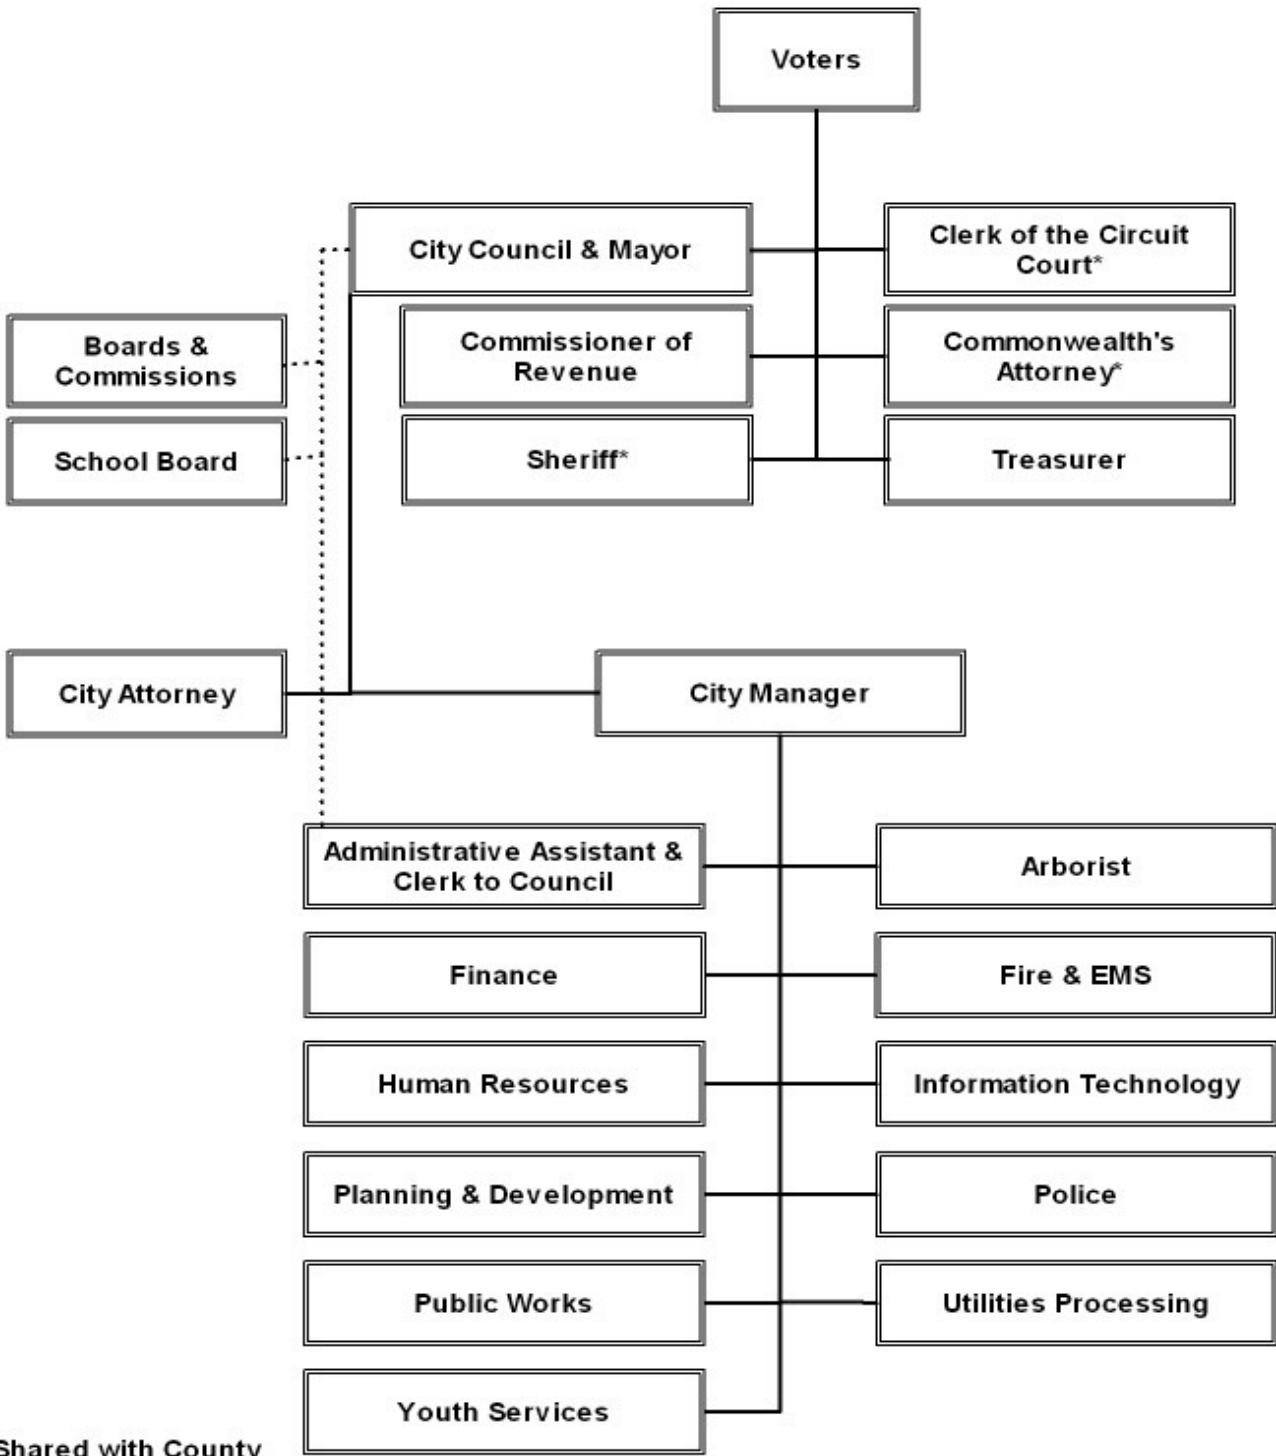 Voters
City Council & Mayor
Clerk of the Circuit
Court*
Boards &
Commissions
Commissioner of
Revenue
Commonwealth's
Attorney*
School Board
Sheriff*
Treasurer
City Attorney
City Manager
Administrative Assistant &
Clerk to Council
Arborist
Finance
Fire & EMS
Human Resources
Information Technology
Planning & Development
Police
Public Works
Utilities Processing
Youth Services
Shared with County